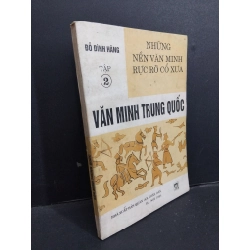 ĐỖ ĐÌNH HÃNG
TẬP
2
NHỮNG
NỀN VĂN MINH
RỰC RỠ CỔ XƯA
VĂN MINH TRUNG QUỐC